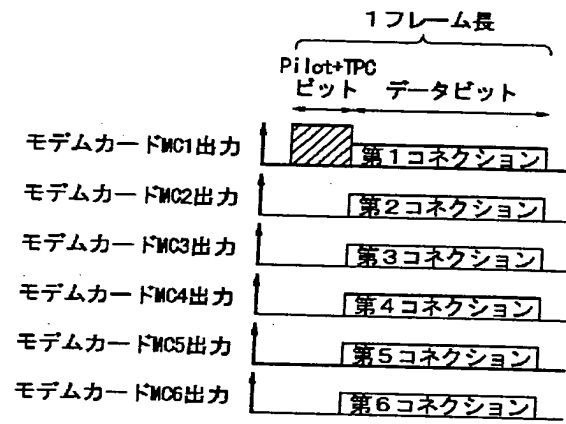 1フレーム長
Pilot+TPC
ビット データビット
モデムカードMC1出力 第1コネクション
モデムカードMC2出力 第2コネクション
モデムカードMC3出力 第3コネクション
モデムカードMC4出力 第4コネクション
モデムカードMC5出力 第5コネクション
モデムカードMC6出力 第6コネクション